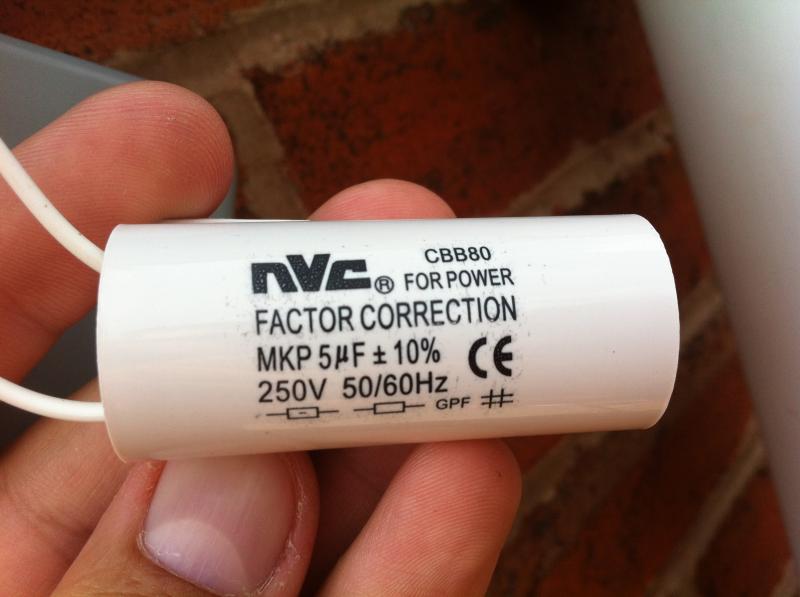 nVC® CBB80
FOR POWER
FACTOR CORRECTION
MKP 5µF ± 10% CE
250V 50/60Hz
GPF